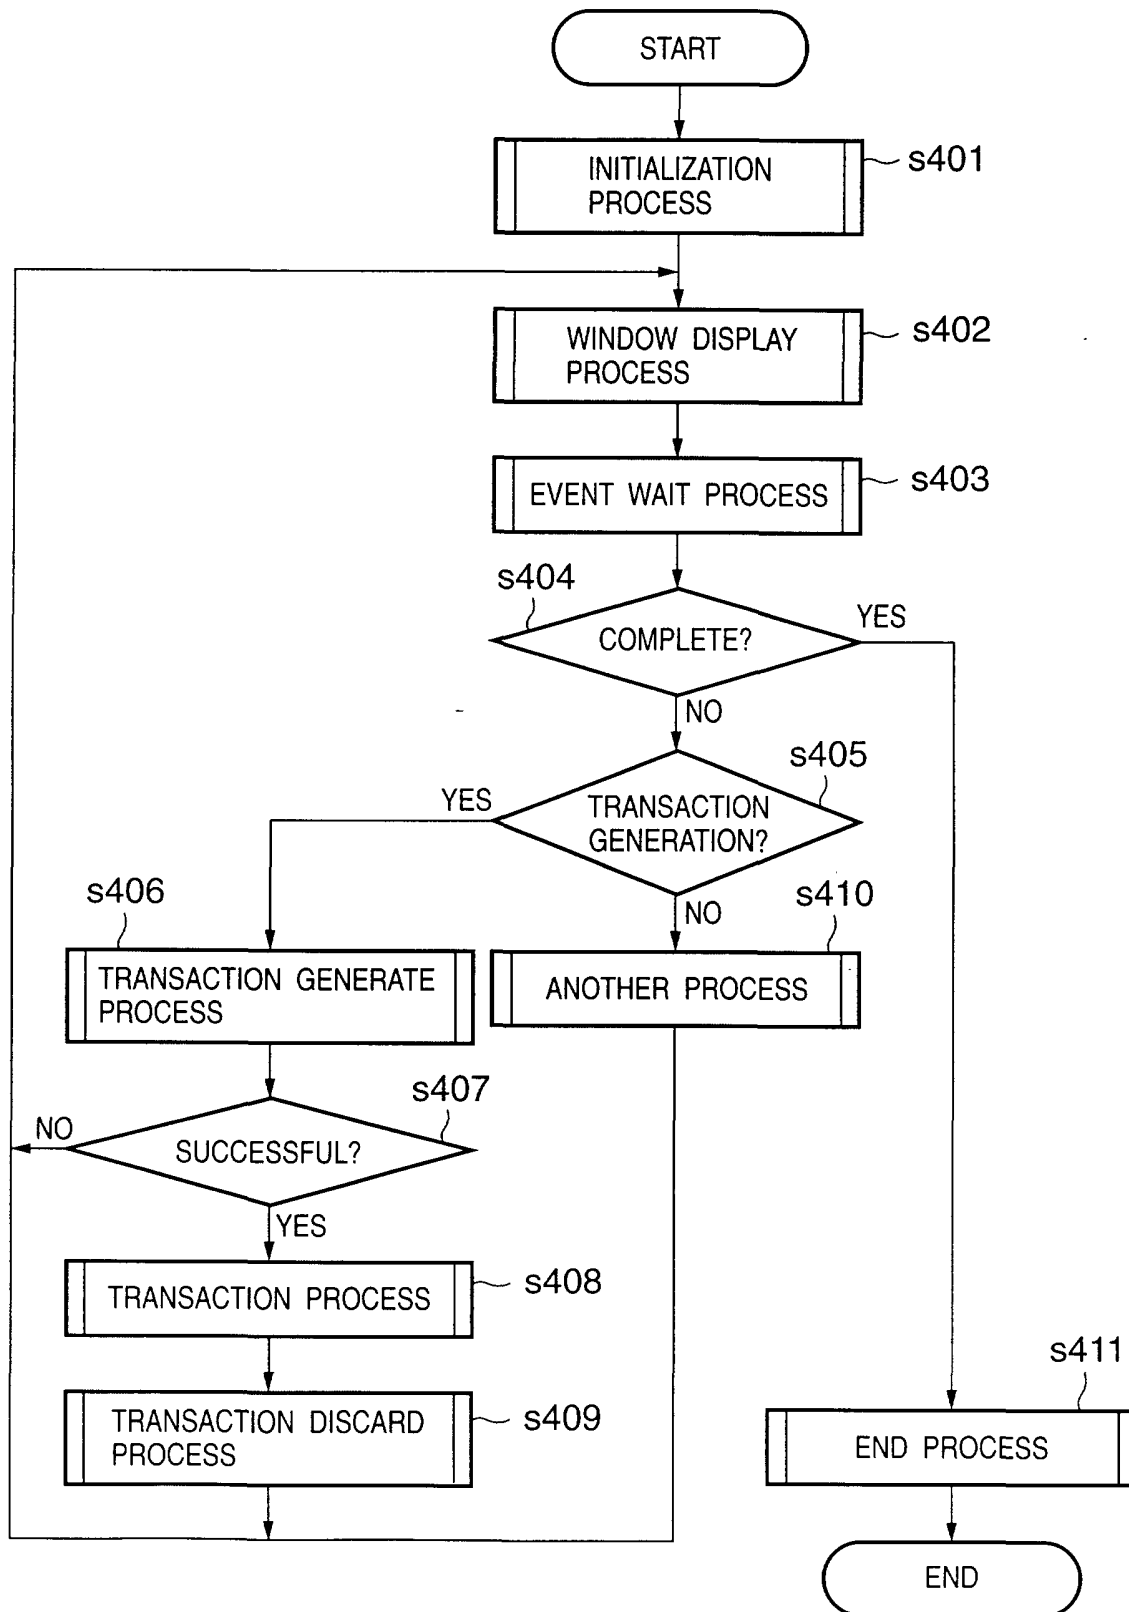 START
INITIALIZATION
PROCESS
s401
WINDOW DISPLAY
PROCESS
s402
EVENT WAIT PROCESS
s403
s404
COMPLETE?
YES
NO
s405
TRANSACTION
GENERATION?
YES
NO
s406
TRANSACTION GENERATE
PROCESS
s410
ANOTHER PROCESS
s407
SUCCESSFUL?
NO
YES
TRANSACTION PROCESS
s408
TRANSACTION DISCARD
PROCESS
s409
s411
END PROCESS
END